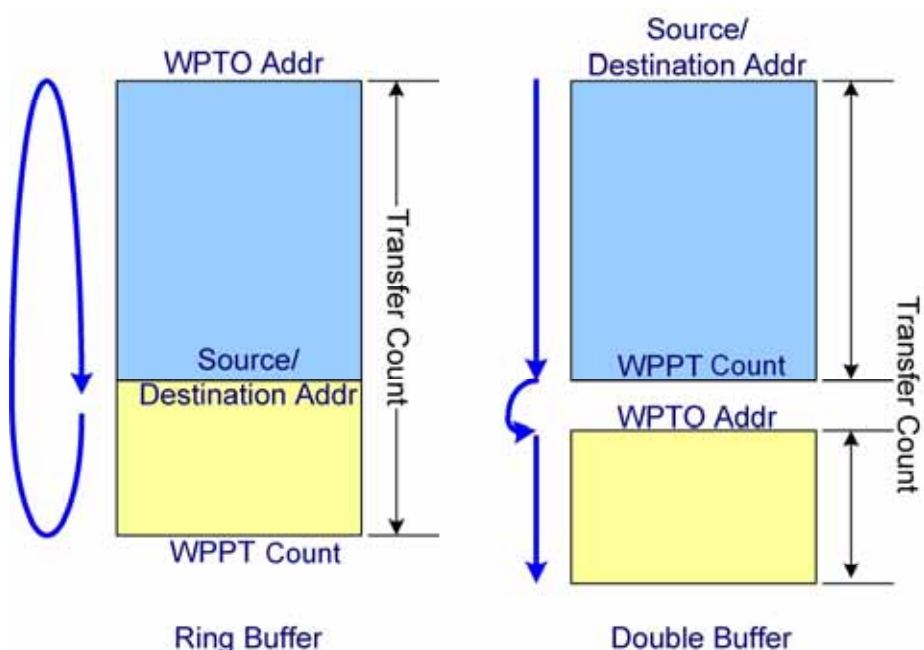 WPTO Addr
Transfer Count
Source/
Destination Addr
WPPT Count
Ring Buffer
Source/
Destination Addr
WPPT Count
WPTO Addr
Transfer Count
Double Buffer